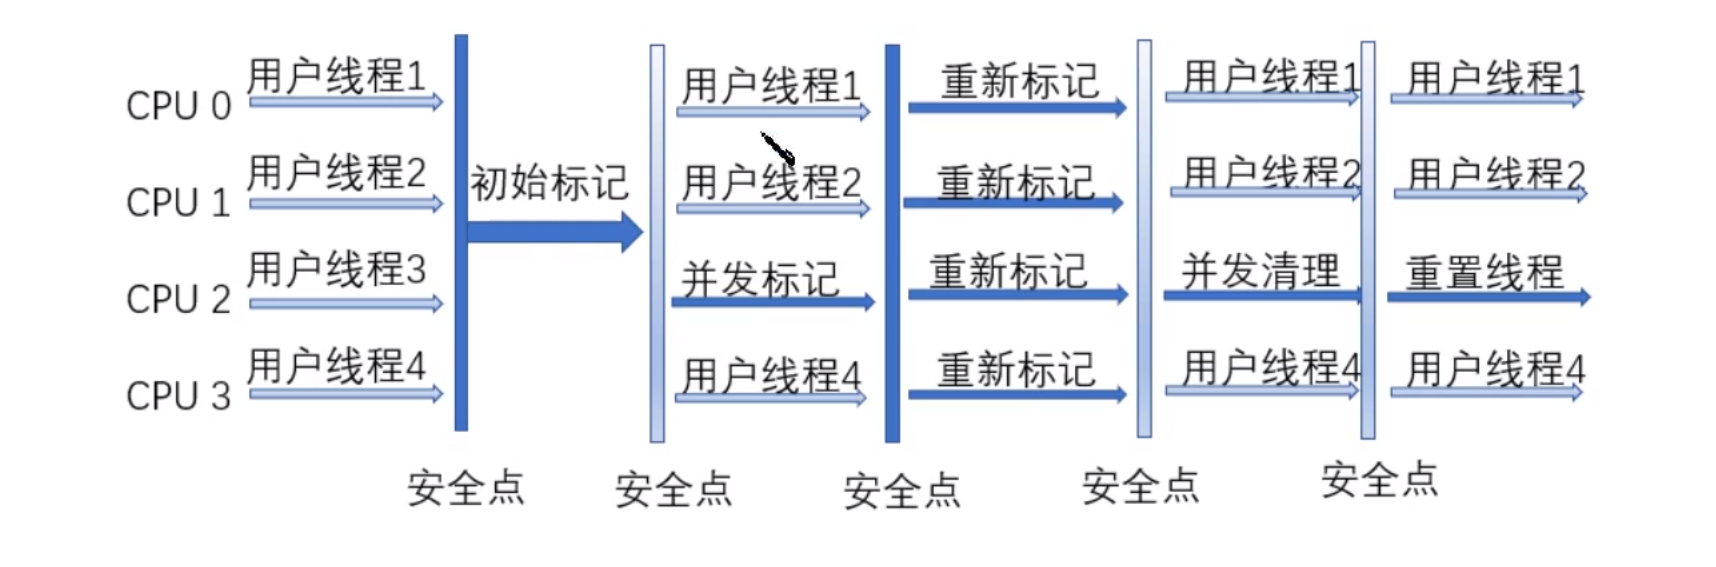 CPU 0 用户线程1 用户线程1 重新标记 用户线程1 用户线程1
CPU 1 用户线程2 初始标记 用户线程2 重新标记 用户线程2 用户线程2
CPU 2 用户线程3 并发标记 重新标记 并发清理 重置线程
CPU 3 用户线程4 用户线程4 重新标记 用户线程4 用户线程4
安全点 安全点 安全点 安全点 安全点